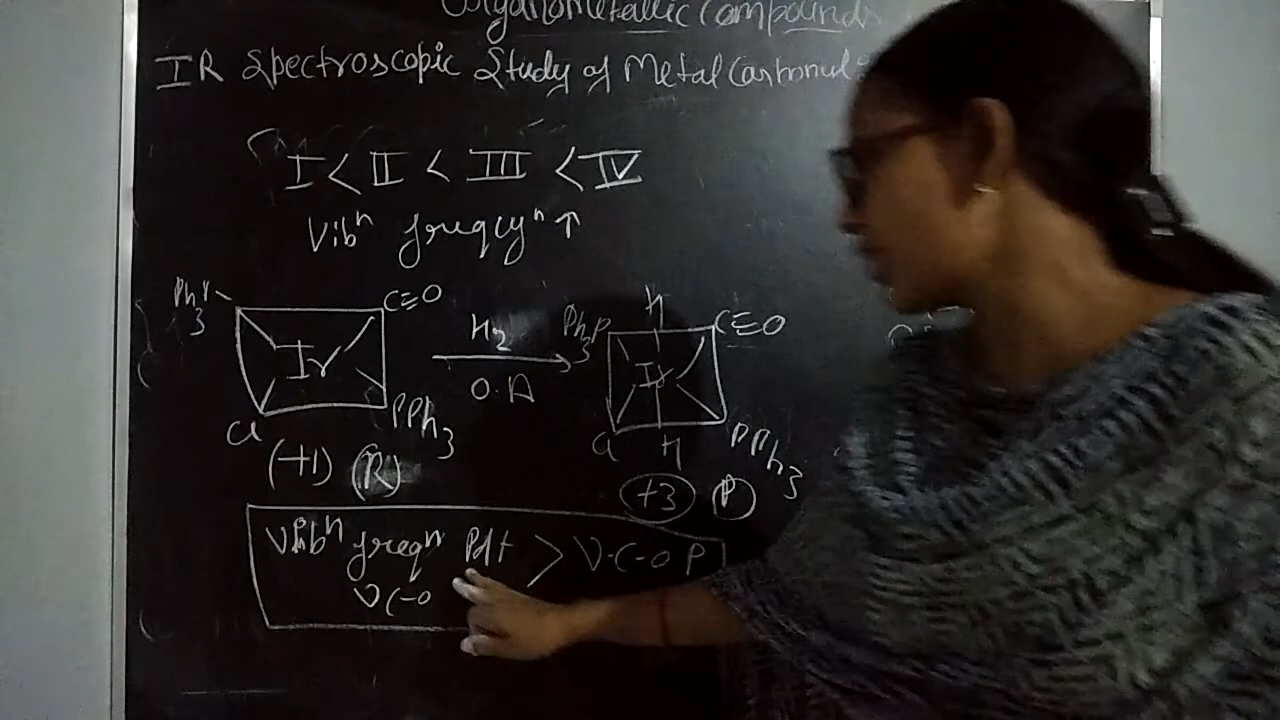 Organometallic Compounds
IR Spectroscopic Study of Metal Carbonyl
I < II < III < IV
Vibⁿ freqcyⁿ ↑
Ph₃P C≡O
Ir
Cl PPh₃
(+1) (R)
H₂
O.A
H
Ph₃P C≡O
Ir
Cl H PPh₃
+3 (P)
Vibⁿ freqⁿ Pdt > ν-C-O P
ν C-O